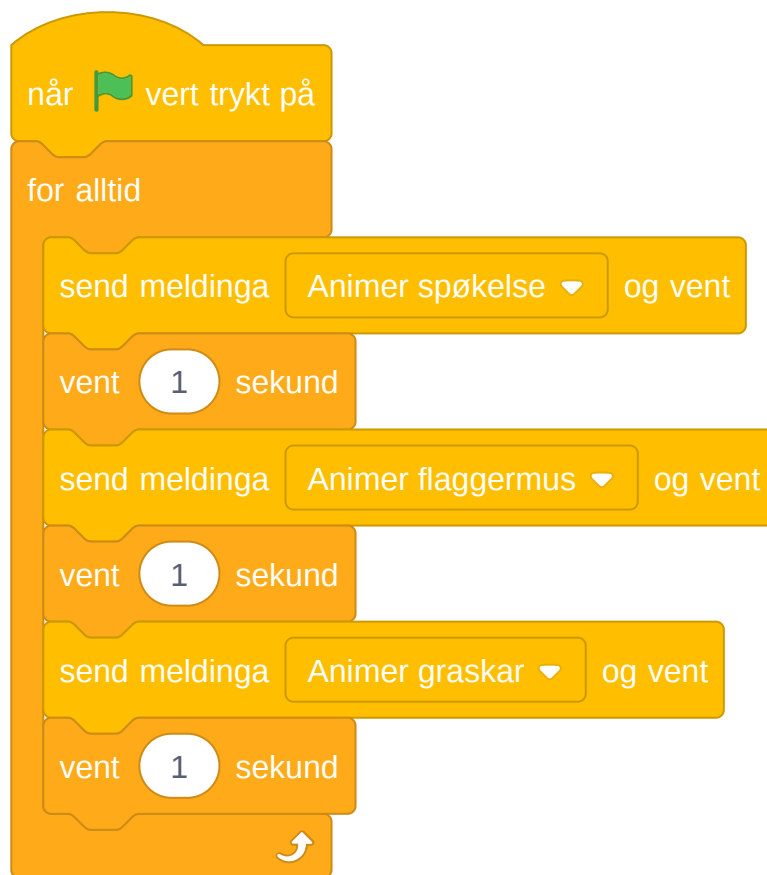 når vert trykt på
for alltid
send meldinga Animer spøkelse og vent
vent 1 sekund
send meldinga Animer flaggermus og vent
vent 1 sekund
send meldinga Animer graskar og vent
vent 1 sekund